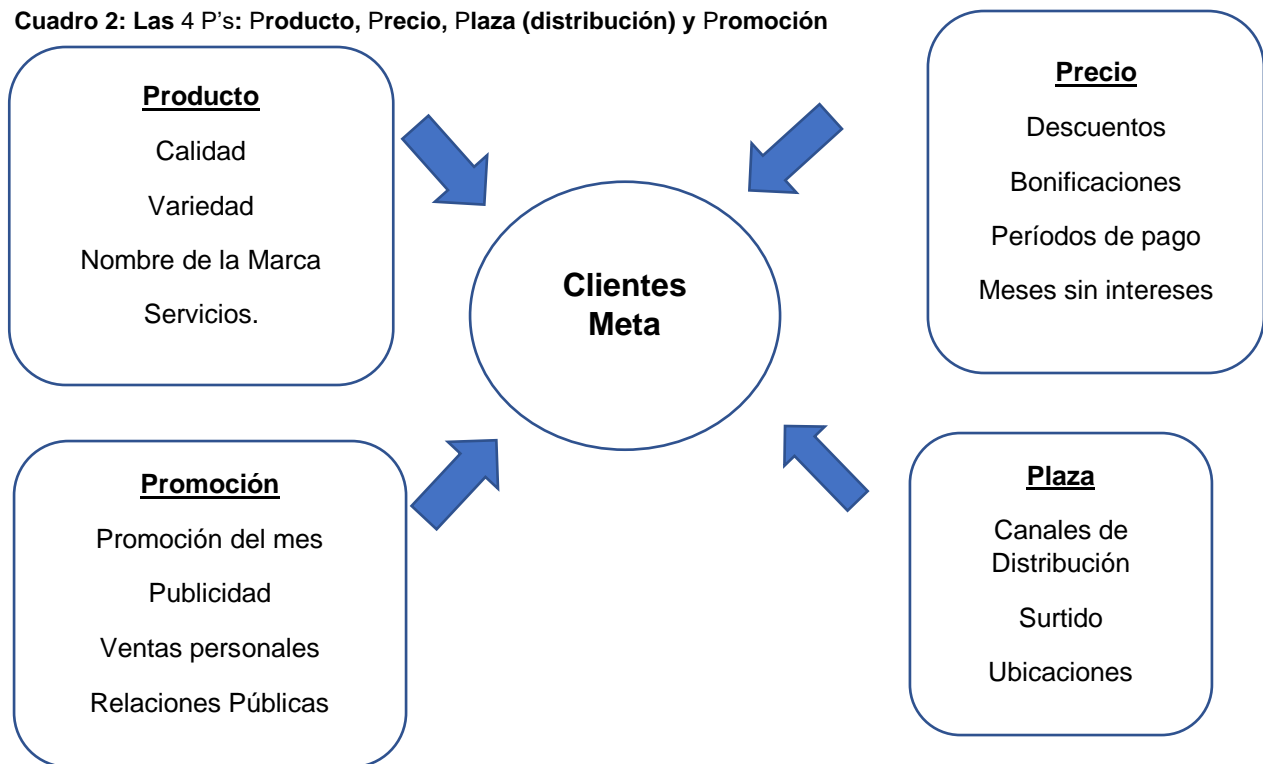 Cuadro 2: Las 4 P's: Producto, Precio, Plaza (distribución) y Promoción
Producto
Calidad
Variedad
Nombre de la Marca
Servicios.
Precio
Descuentos
Bonificaciones
Períodos de pago
Meses sin intereses
Clientes
Meta
Promoción
Promoción del mes
Publicidad
Ventas personales
Relaciones Públicas
Plaza
Canales de
Distribución
Surtido
Ubicaciones